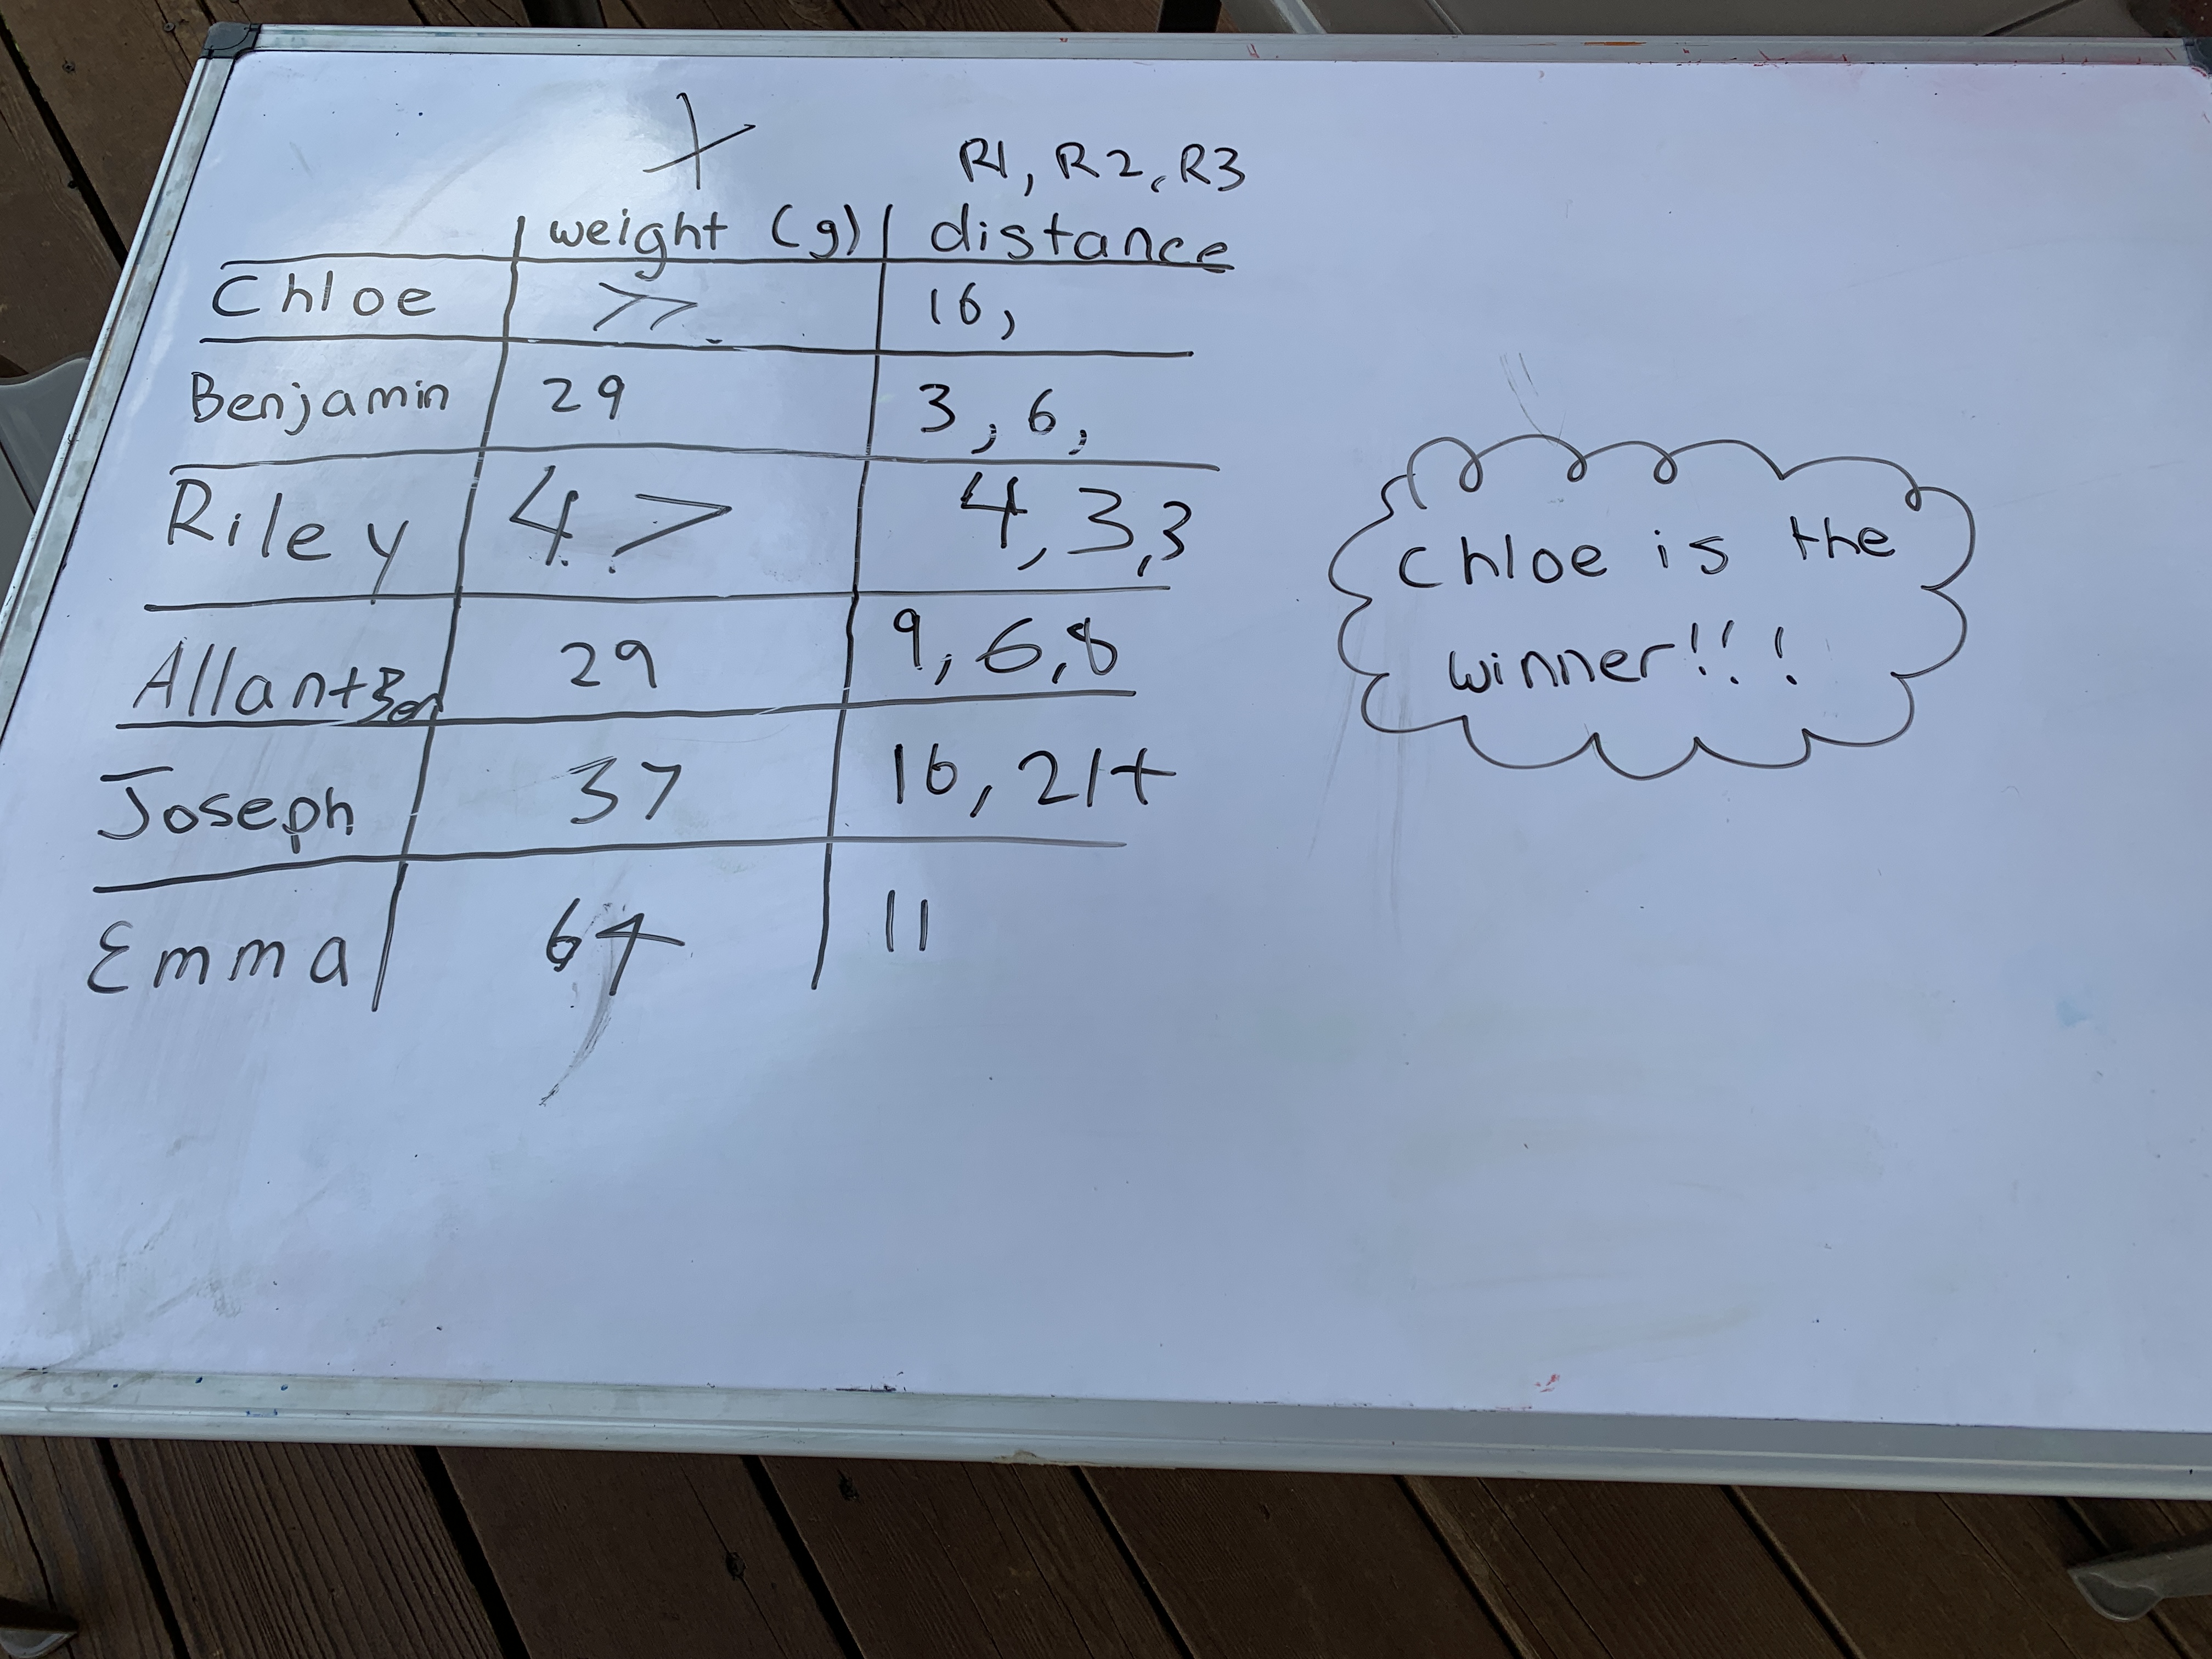 R1, R2, R3
weight (g) distance
Chloe 77 16,
Benjamin 29 3, 6,
Riley 47 4, 3, 3
Allan+Ben 29 9, 6, 8
Joseph 37 16, 21+
Emma 64 11
Chloe is the
winner!!!